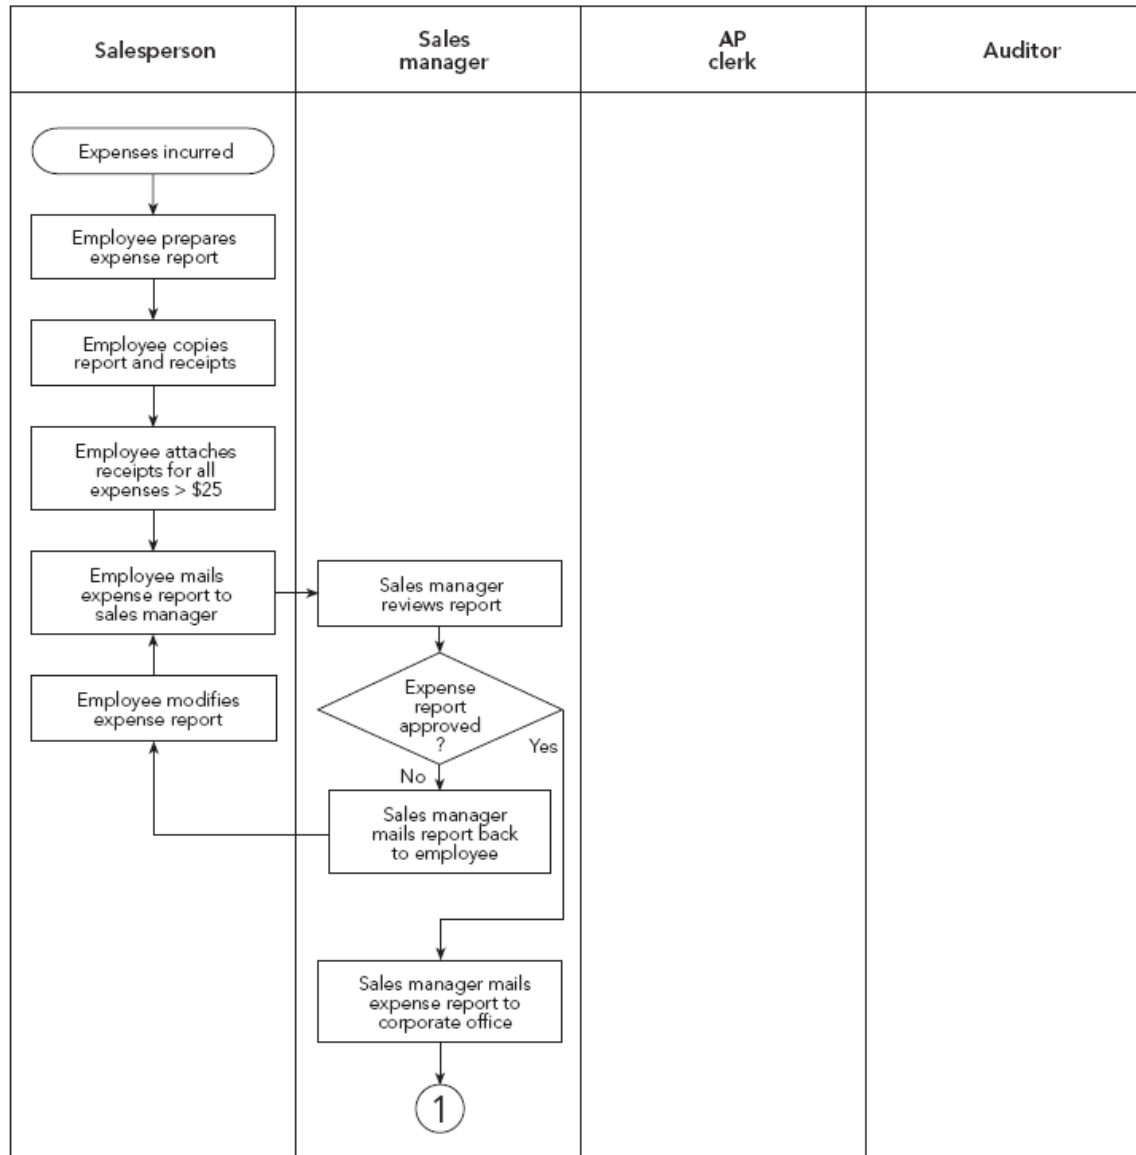 Salesperson
Sales
manager
AP
clerk
Auditor
Expenses incurred
Employee prepares
expense report
Employee copies
report and receipts
Employee attaches
receipts for all
expenses > $25
Employee mails
expense report to
sales manager
Sales manager
reviews report
Employee modifies
expense report
Expense
report
approved
?
Yes
No
Sales manager
mails report back
to employee
Sales manager mails
expense report to
corporate office
1